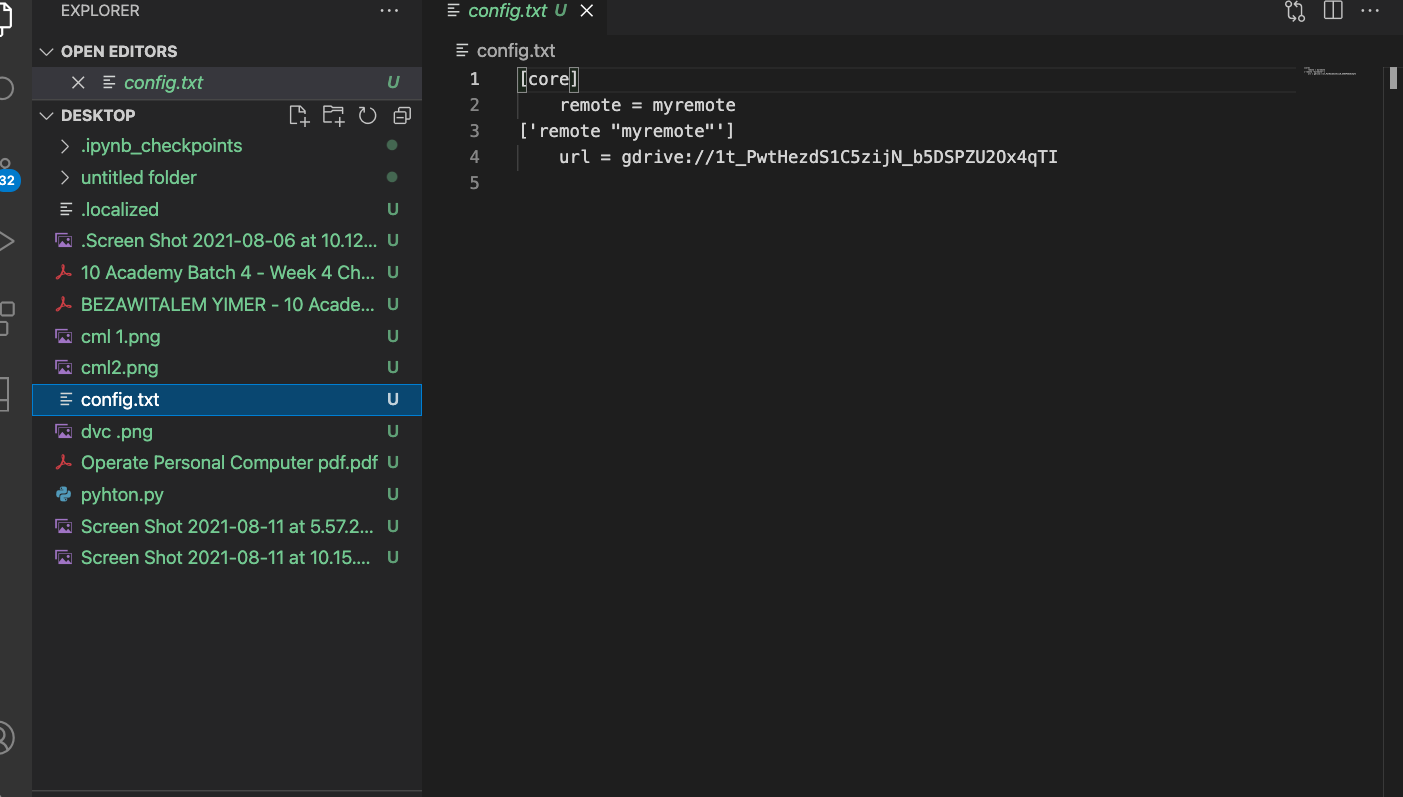 EXPLORER
OPEN EDITORS
config.txt U
DESKTOP
.ipynb_checkpoints
untitled folder
.localized U
.Screen Shot 2021-08-06 at 10.12... U
10 Academy Batch 4 - Week 4 Ch... U
BEZAWITALEM YIMER - 10 Acade... U
cml 1.png U
cml2.png U
config.txt U
dvc .png U
Operate Personal Computer pdf.pdf U
pyhton.py U
Screen Shot 2021-08-11 at 5.57.2... U
Screen Shot 2021-08-11 at 10.15.... U
32
config.txt U
config.txt
1 [core]
2 remote = myremote
3 ['remote "myremote"']
4 url = gdrive://1t_PwtHezdS1C5zijN_b5DSPZU2Ox4qTI
5